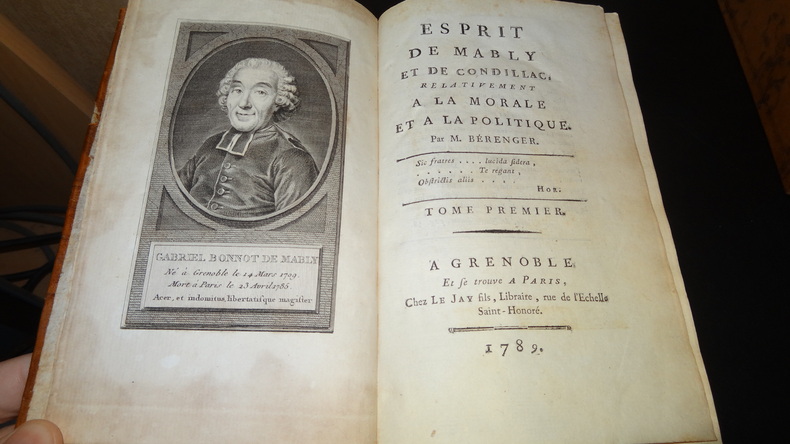 GABRIEL BONNOT DE MABLY
Né à Grenoble le 14 Mars 1709.
Mort à Paris le 23 Avril 1785.
Acer, et indomitus, libertatisque magister
ESPRIT
DE MABLY
ET DE CONDILLAC,
RELATIVEMENT
A LA MORALE
ET A LA POLITIQUE.
Par M. BÉRENGER.
Sic fratres .... lucida sidera,
. . . . . . Te regant,
Obstrictis aliis . . . .
HOR.
TOME PREMIER.
A GRENOBLE,
Et se trouve A PARIS,
Chez LE JAY fils, Libraire, rue de l'Echelle
Saint-Honoré.
1789.